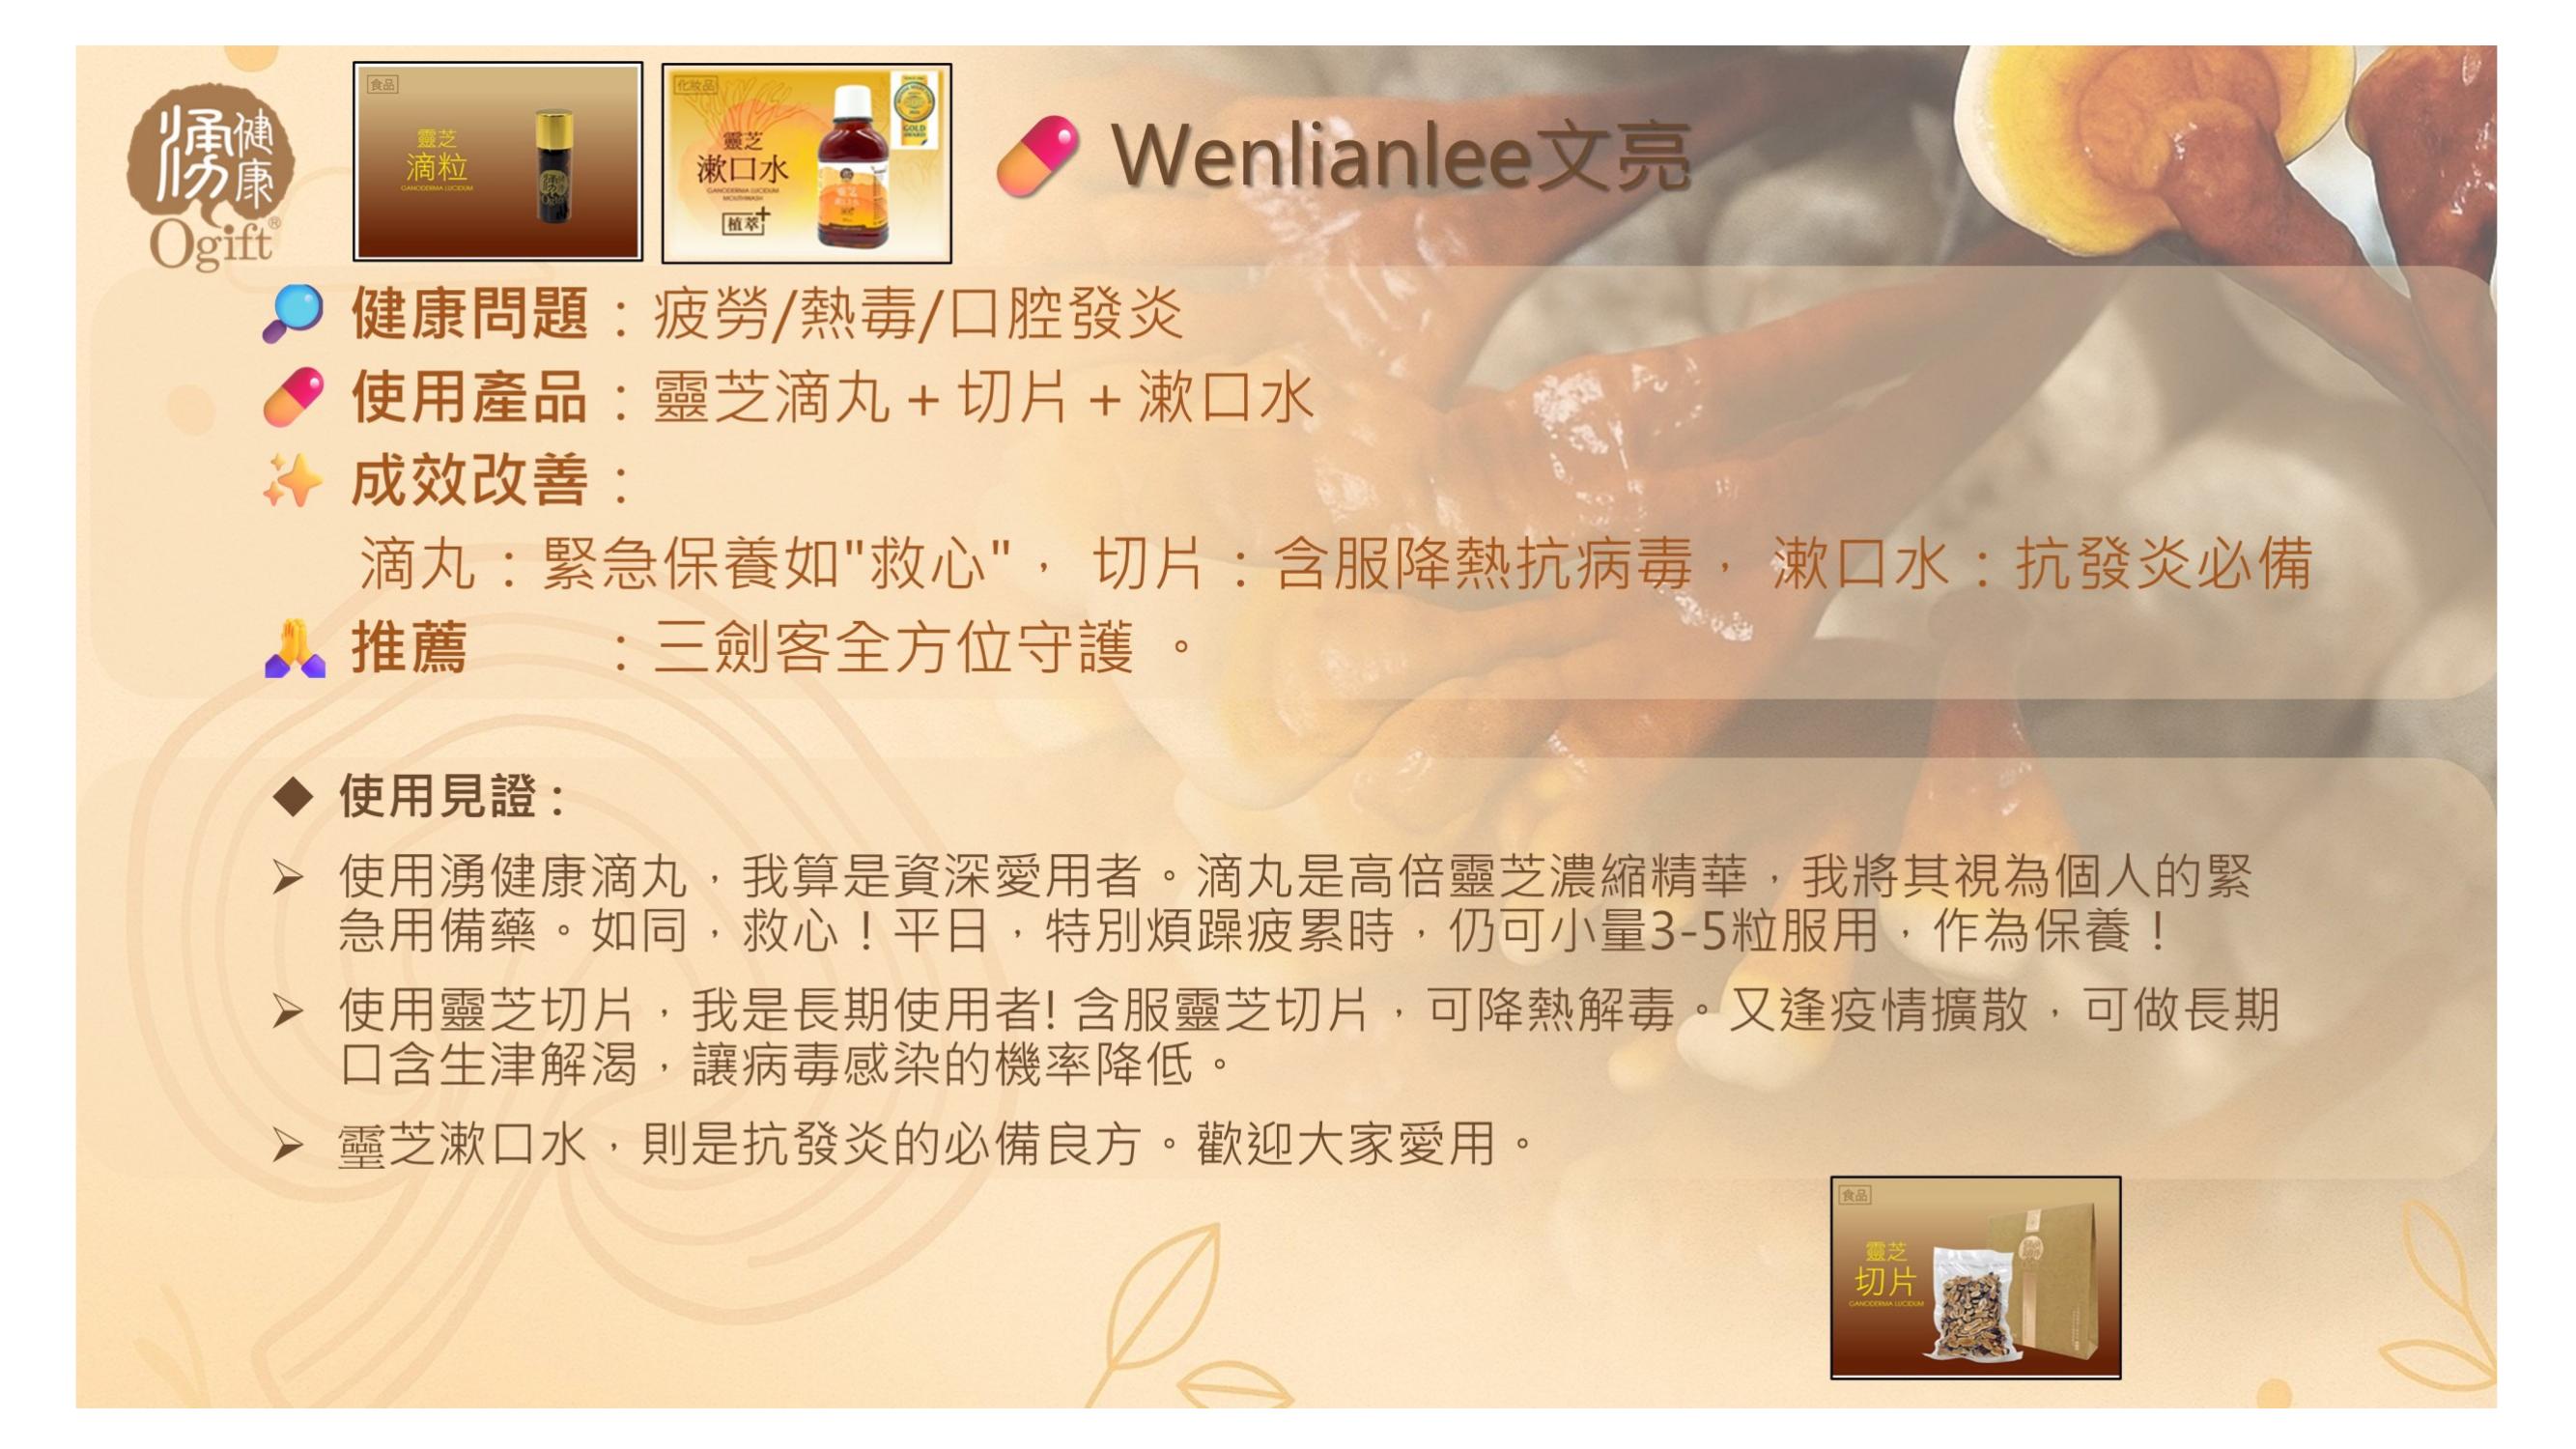 湧健康
Ogift®
食品
靈芝
滴粒
GANODERMA LUCIDUM
化妝品
靈芝
漱口水
GANODERMA LUCIDUM
MOUTHWASH
植萃+
GOLD
Wenlianlee文亮
健康問題：疲勞/熱毒/口腔發炎
使用產品：靈芝滴丸+切片+漱口水
成效改善：
滴丸：緊急保養如"救心"， 切片：含服降熱抗病毒， 漱口水：抗發炎必備
推薦 ：三劍客全方位守護 。
◆ 使用見證：
➢ 使用湧健康滴丸，我算是資深愛用者。滴丸是高倍靈芝濃縮精華，我將其視為個人的緊
急用備藥。如同，救心！平日，特別煩躁疲累時，仍可小量3-5粒服用，作為保養！
➢ 使用靈芝切片，我是長期使用者! 含服靈芝切片，可降熱解毒。又逢疫情擴散，可做長期
口含生津解渴，讓病毒感染的機率降低。
➢ 靈芝漱口水，則是抗發炎的必備良方。歡迎大家愛用。
食品
靈芝
切片
GANODERMA LUCIDUM